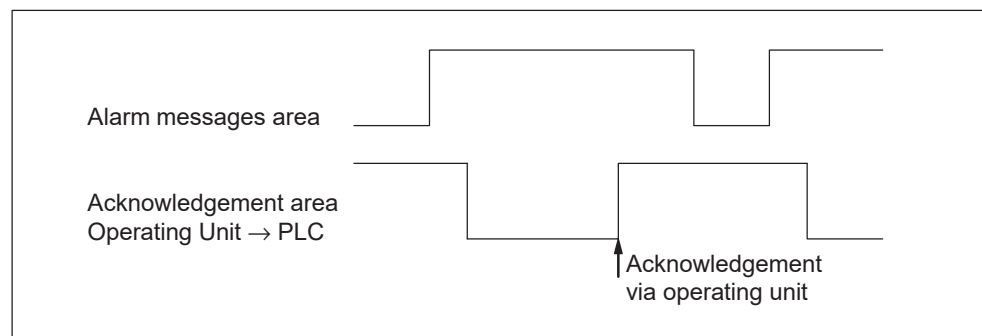 Alarm messages area
Acknowledgement area
Operating Unit → PLC
Acknowledgement
via operating unit